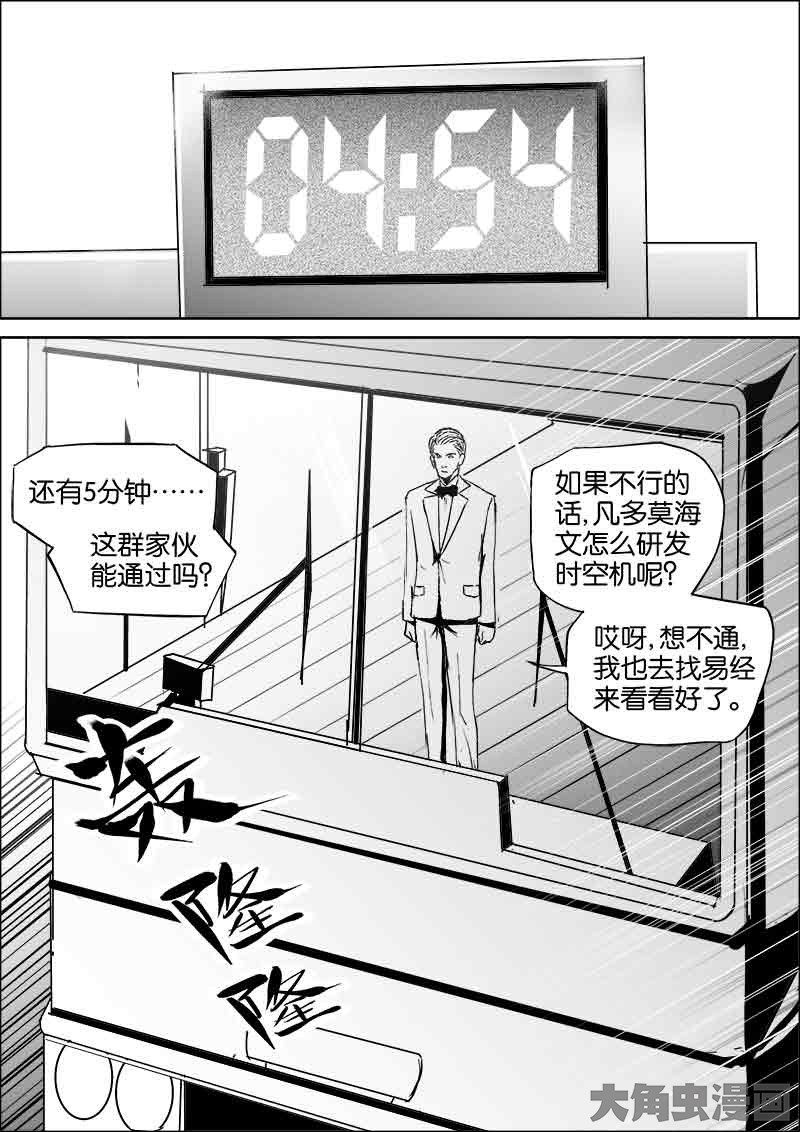 04:54
还有5分钟……
这群家伙
能通过吗?
如果不行的
话,凡多莫海
文怎么研发
时空机呢?
哎呀,想不通,
我也去找易经
来看看好了。
轰
隆
隆
大角虫漫画